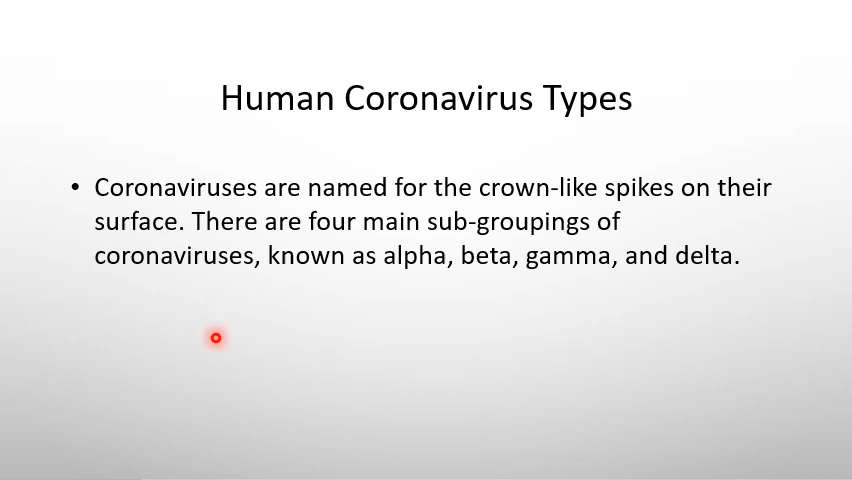 Human Coronavirus Types
• Coronaviruses are named for the crown-like spikes on their
surface. There are four main sub-groupings of
coronaviruses, known as alpha, beta, gamma, and delta.